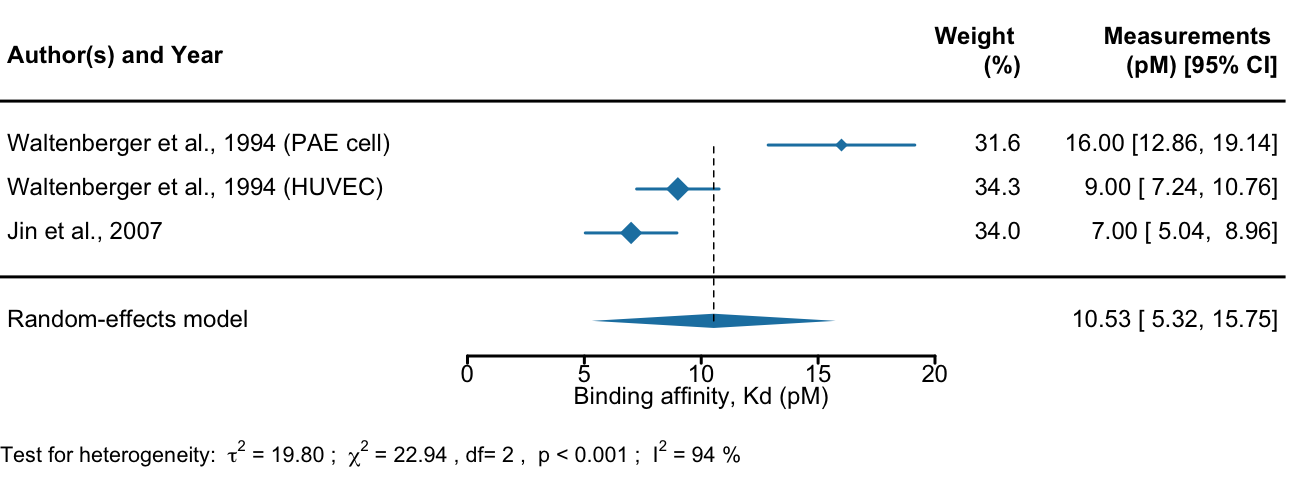 Author(s) and Year
Weight (%)
Measurements (pM) [95% CI]
Waltenberger et al., 1994 (PAE cell) 31.6 16.00 [12.86, 19.14]
Waltenberger et al., 1994 (HUVEC) 34.3 9.00 [ 7.24, 10.76]
Jin et al., 2007 34.0 7.00 [ 5.04, 8.96]
Random-effects model 10.53 [ 5.32, 15.75]
0 5 10 15 20
Binding affinity, Kd (pM)
Test for heterogeneity: τ² = 19.80 ; χ² = 22.94 , df= 2 , p < 0.001 ; I² = 94 %